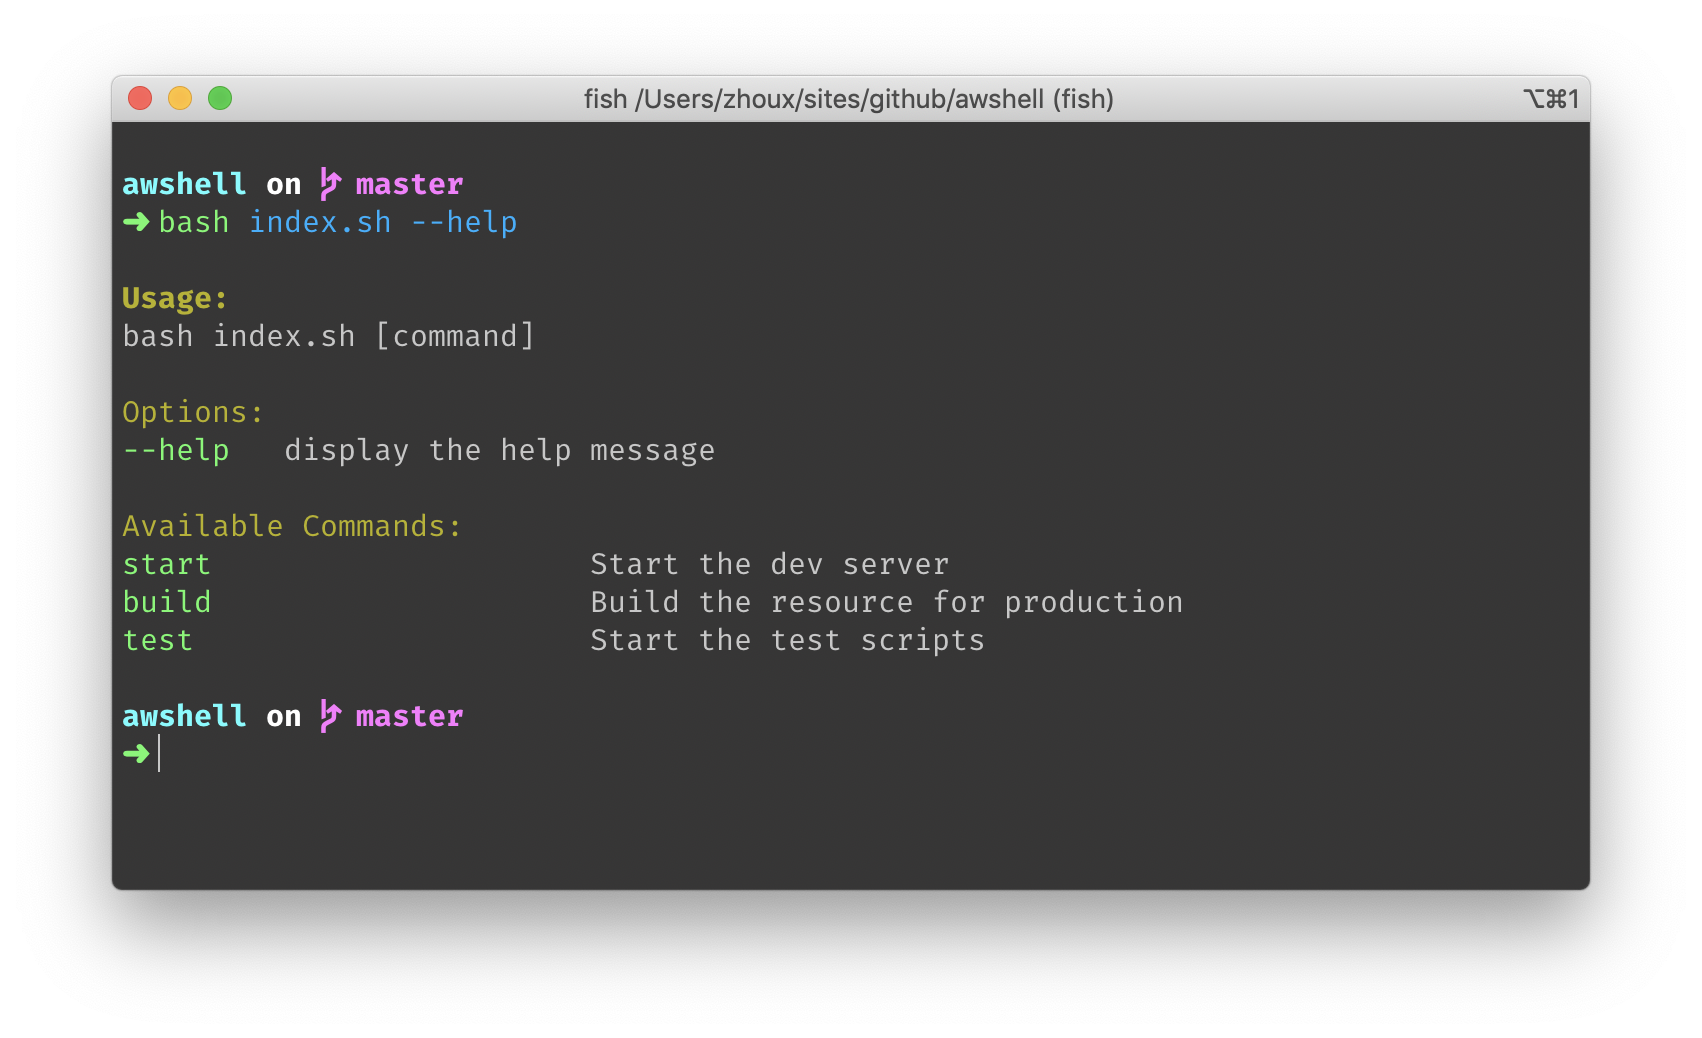 fish /Users/zhoux/sites/github/awshell (fish) ⌥⌘1
awshell on master
➜ bash index.sh --help
Usage:
bash index.sh [command]
Options:
--help   display the help message
Available Commands:
start   Start the dev server
build   Build the resource for production
test   Start the test scripts
awshell on master
➜